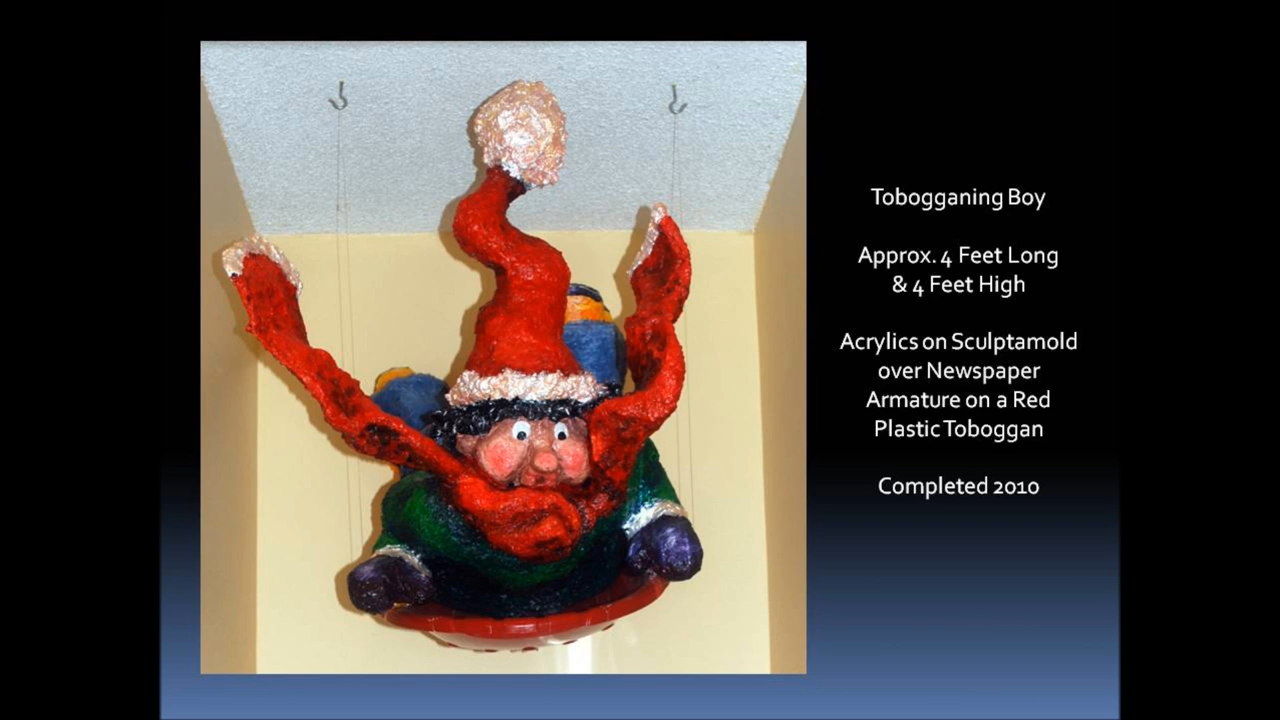 Tobogganing Boy
Approx. 4 Feet Long
& 4 Feet High
Acrylics on Sculptamold
over Newspaper
Armature on a Red
Plastic Toboggan
Completed 2010